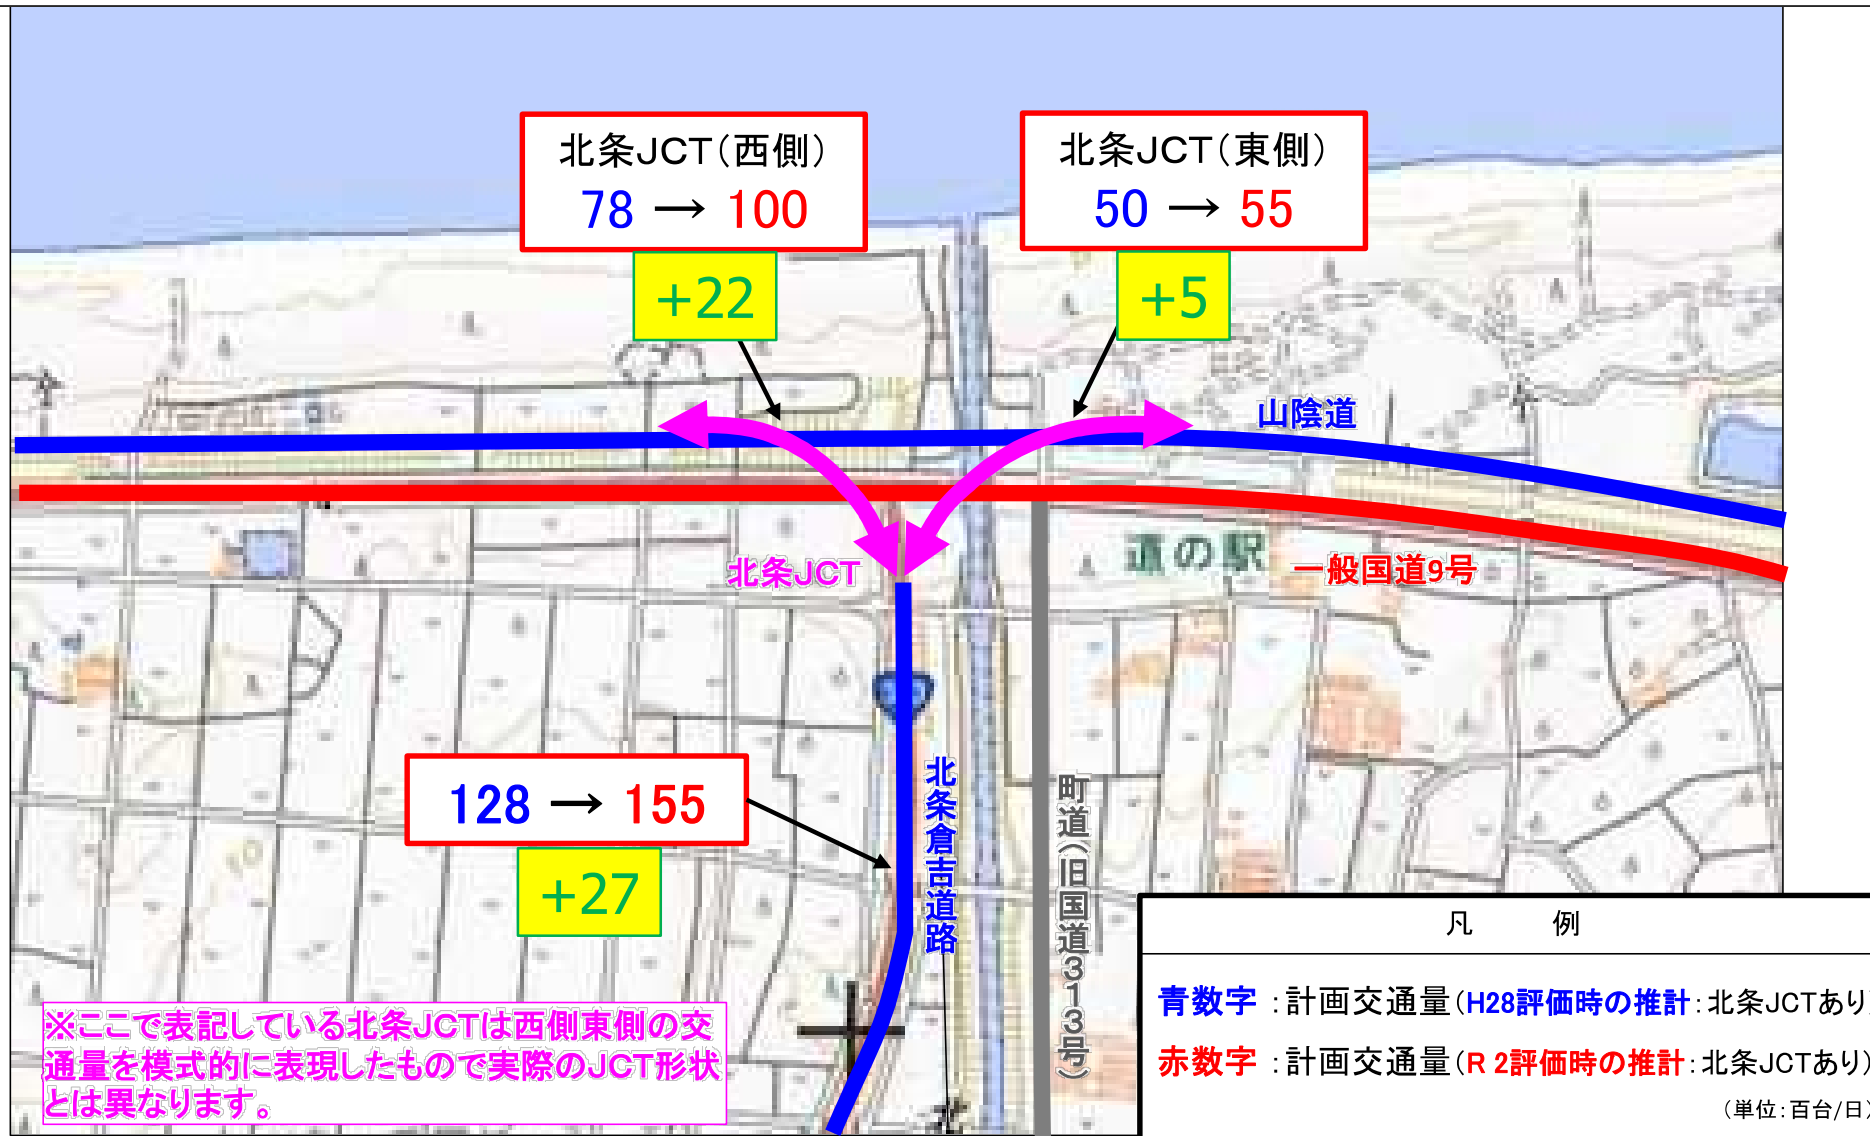 北条JCT（西側）
78 → 100
+22
北条JCT（東側）
50 → 55
+5
山陰道
道の駅
一般国道9号
北条JCT
128 → 155
+27
北条倉吉道路
町道（旧国道３１３号）
※ここで表記している北条JCTは西側東側の交
通量を模式的に表現したもので実際のJCT形状
とは異なります。
凡　　例
青数字 ：計画交通量（H28評価時の推計：北条JCTあり）
赤数字 ：計画交通量（R 2評価時の推計：北条JCTあり）
（単位：百台/日）